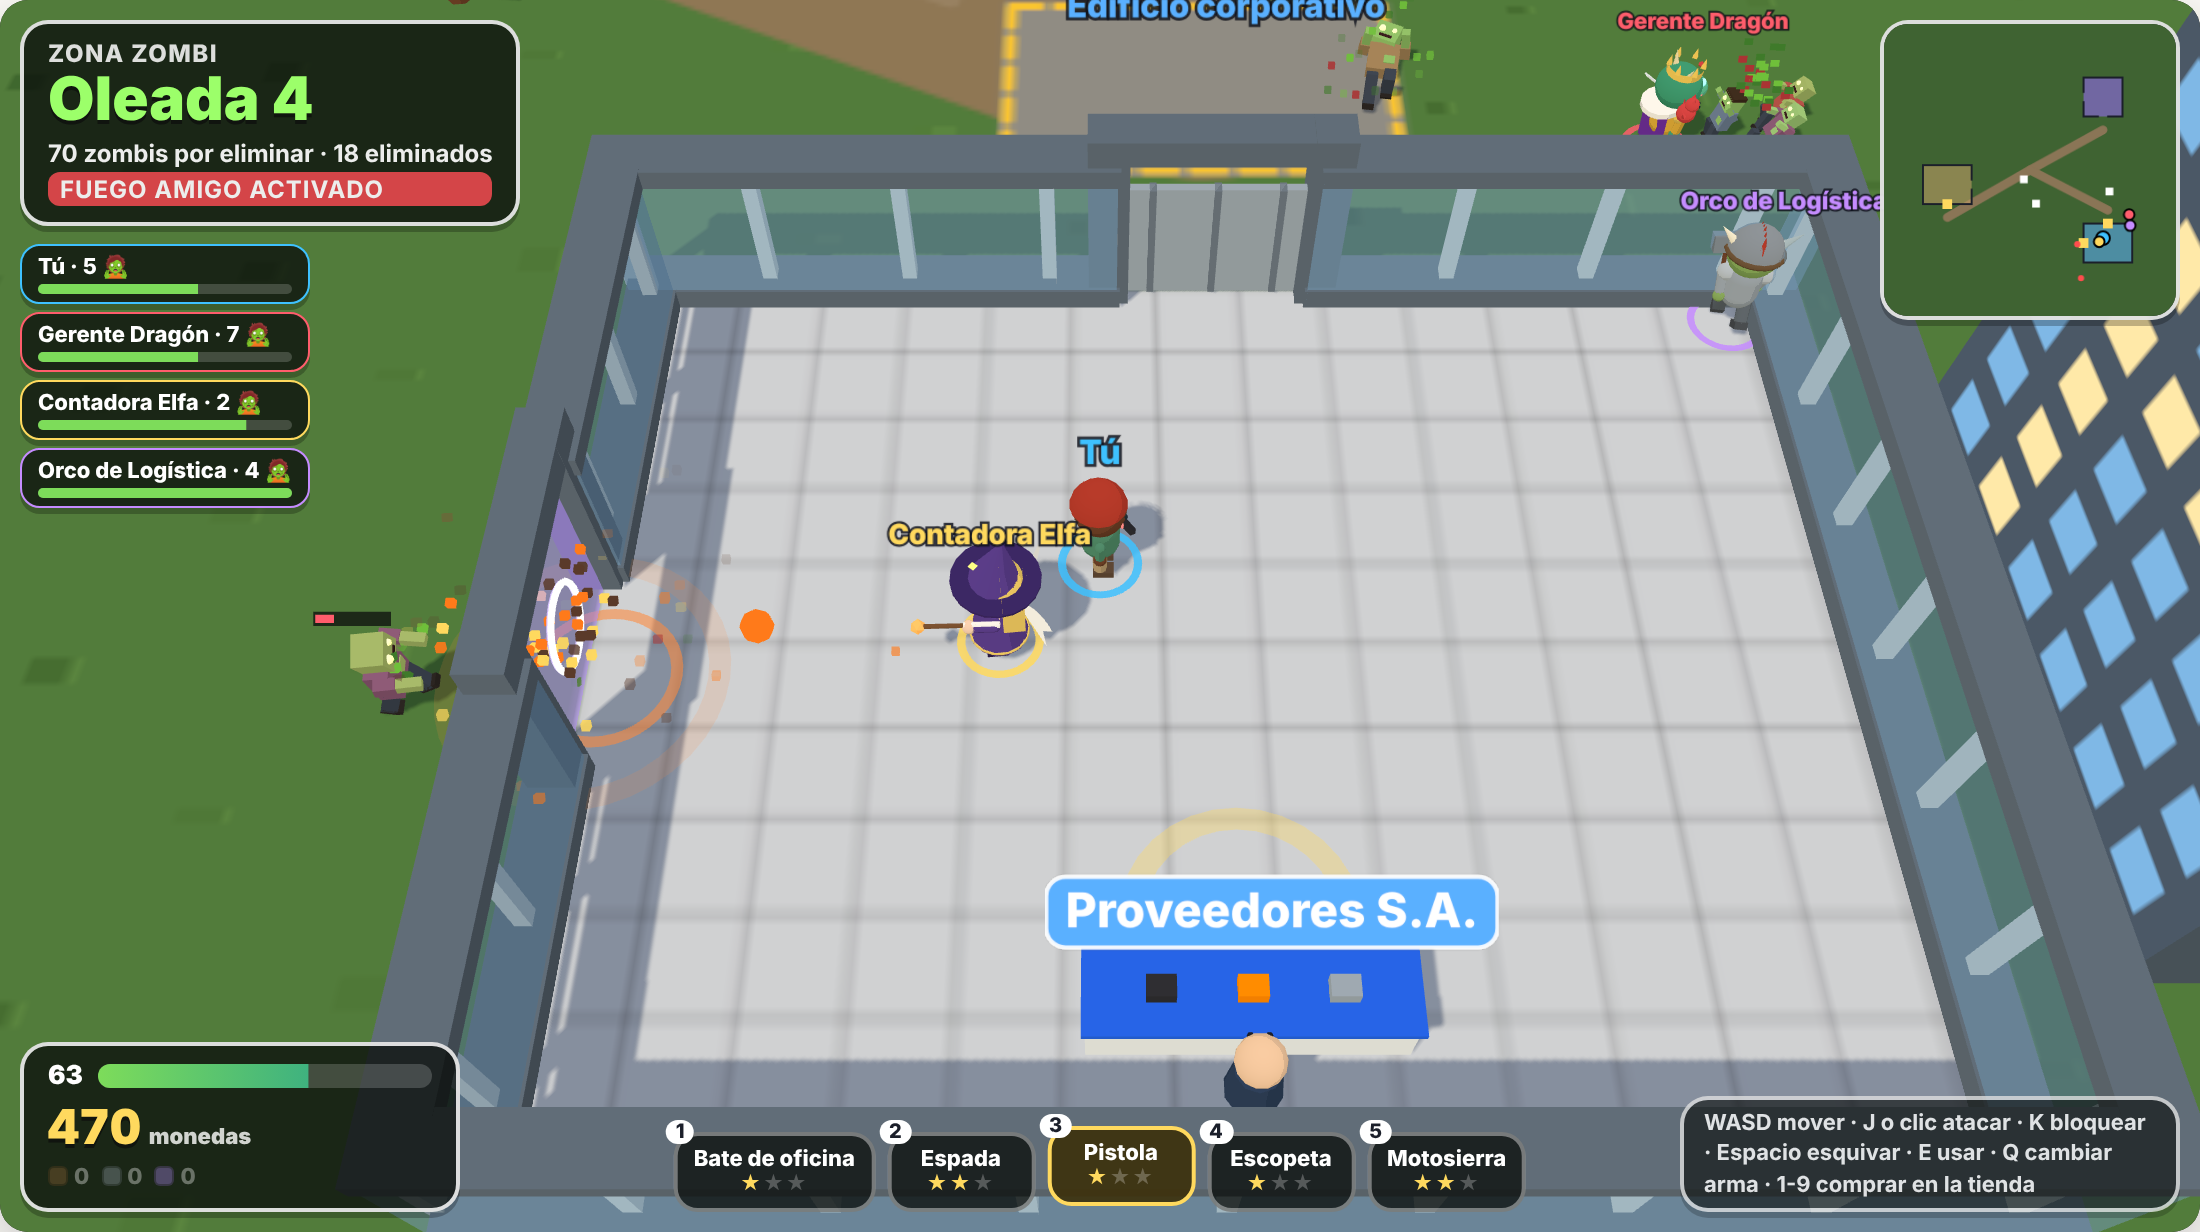 ZONA ZOMBI
Oleada 4
70 zombis por eliminar · 18 eliminados
FUEGO AMIGO ACTIVADO
Tú · 5
Gerente Dragón · 7
Contadora Elfa · 2
Orco de Logística · 4
Edificio corporativo
Gerente Dragón
Orco de Logística
Tú
Contadora Elfa
Proveedores S.A.
63
470 monedas
0 0 0
1 Bate de oficina
2 Espada
3 Pistola
4 Escopeta
5 Motosierra
WASD mover · J o clic atacar · K bloquear
· Espacio esquivar · E usar · Q cambiar
arma · 1-9 comprar en la tienda